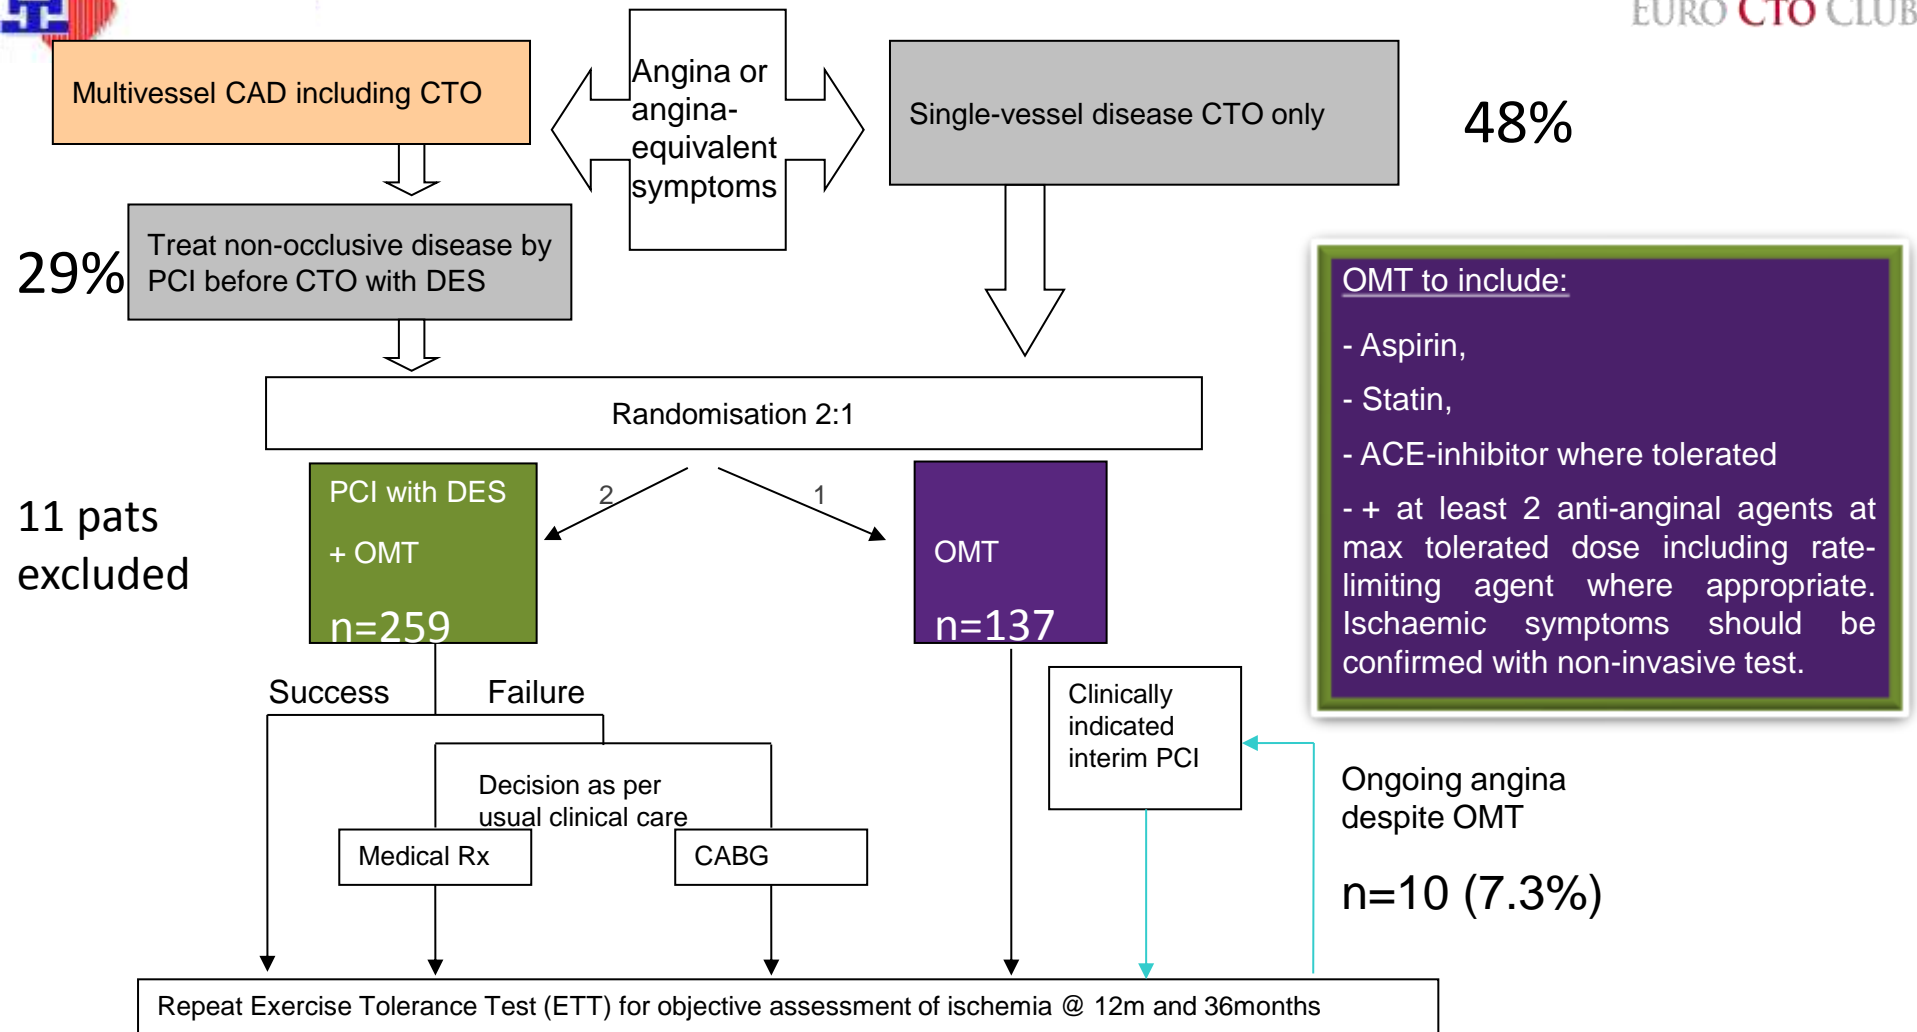 EURO CTO CLUB
Multivessel CAD including CTO
Angina or
angina-
equivalent
symptoms
Single-vessel disease CTO only
48%
29%
Treat non-occlusive disease by
PCI before CTO with DES
OMT to include:
- Aspirin,
- Statin,
- ACE-inhibitor where tolerated
- + at least 2 anti-anginal agents at
max tolerated dose including rate-
limiting agent where appropriate.
Ischaemic symptoms should be
confirmed with non-invasive test.
Randomisation 2:1
11 pats
excluded
PCI with DES
+ OMT
n=259
2
1
OMT
n=137
Success
Failure
Decision as per
usual clinical care
Medical Rx
CABG
Clinically
indicated
interim PCI
Ongoing angina
despite OMT
n=10 (7.3%)
Repeat Exercise Tolerance Test (ETT) for objective assessment of ischemia @ 12m and 36months